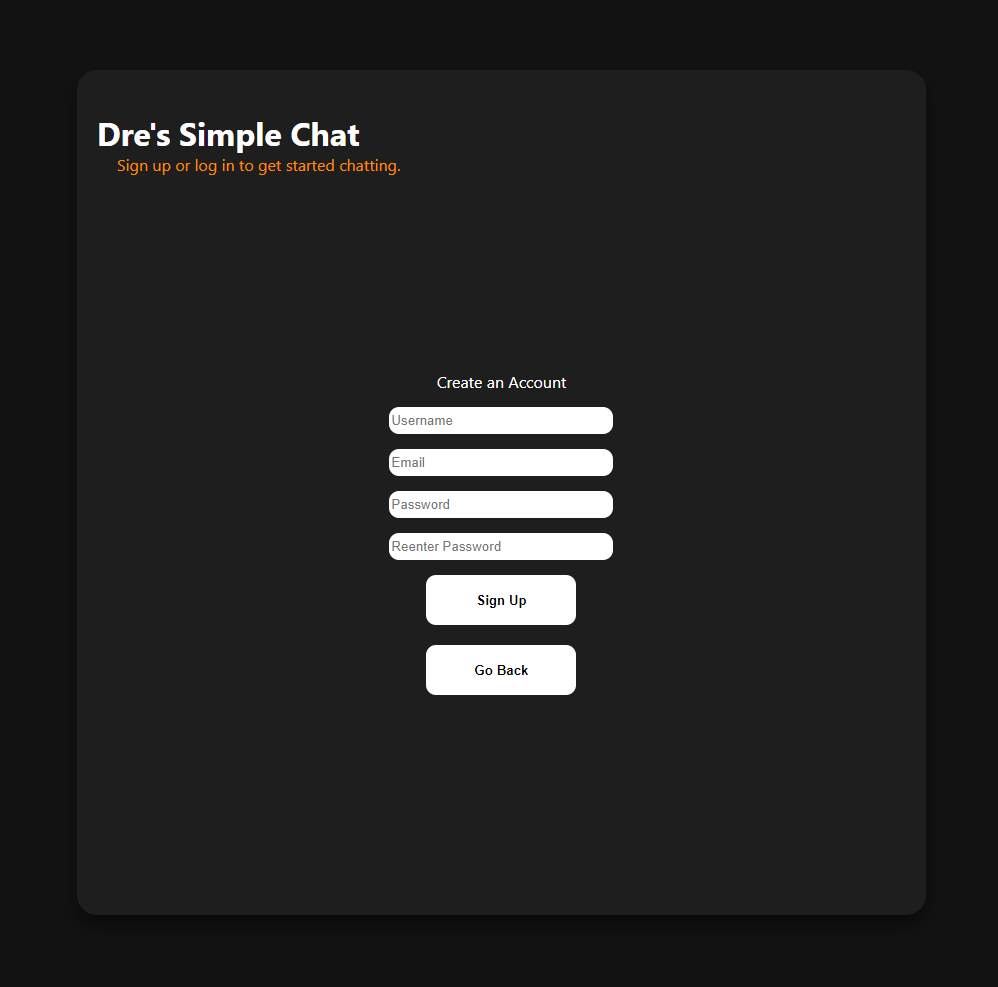 Dre's Simple Chat
Sign up or log in to get started chatting.
Create an Account
Username
Email
Password
Reenter Password
Sign Up
Go Back